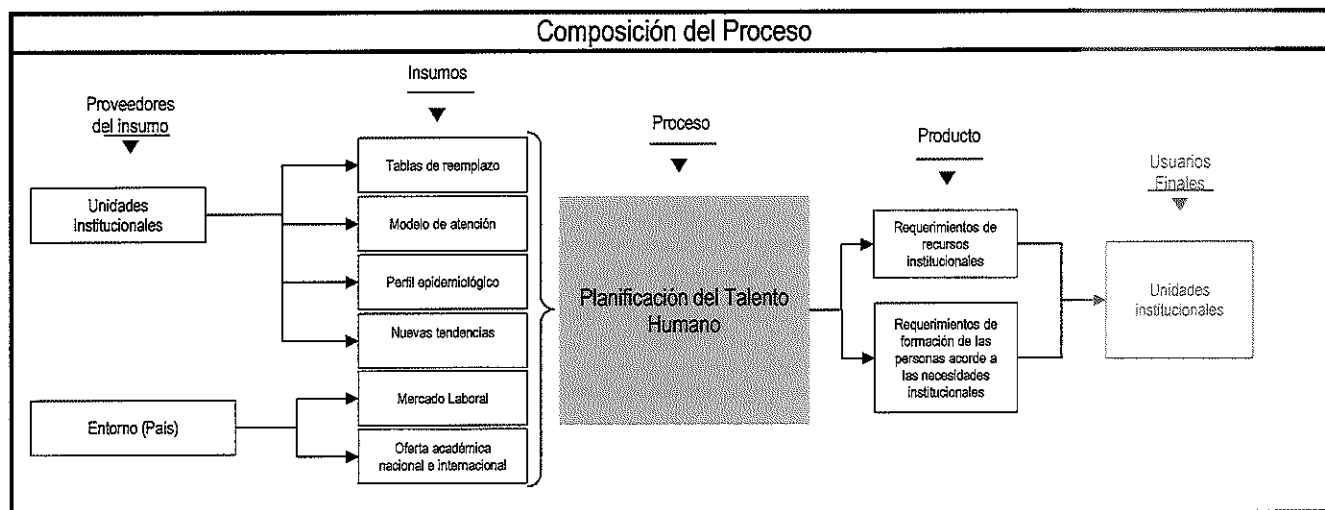 Composición del Proceso
Proveedores
del insumo
Unidades
Institucionales
Entorno (País)
Insumos
Tablas de reemplazo
Modelo de atención
Perfil epidemiológico
Nuevas tendencias
Mercado Laboral
Oferta académica
nacional e internacional
Proceso
Planificación del Talento
Humano
Producto
Requerimientos de
recursos
institucionales
Requerimientos de
formación de las
personas acorde a
las necesidades
institucionales
Usuarios
Finales
Unidades
institucionales